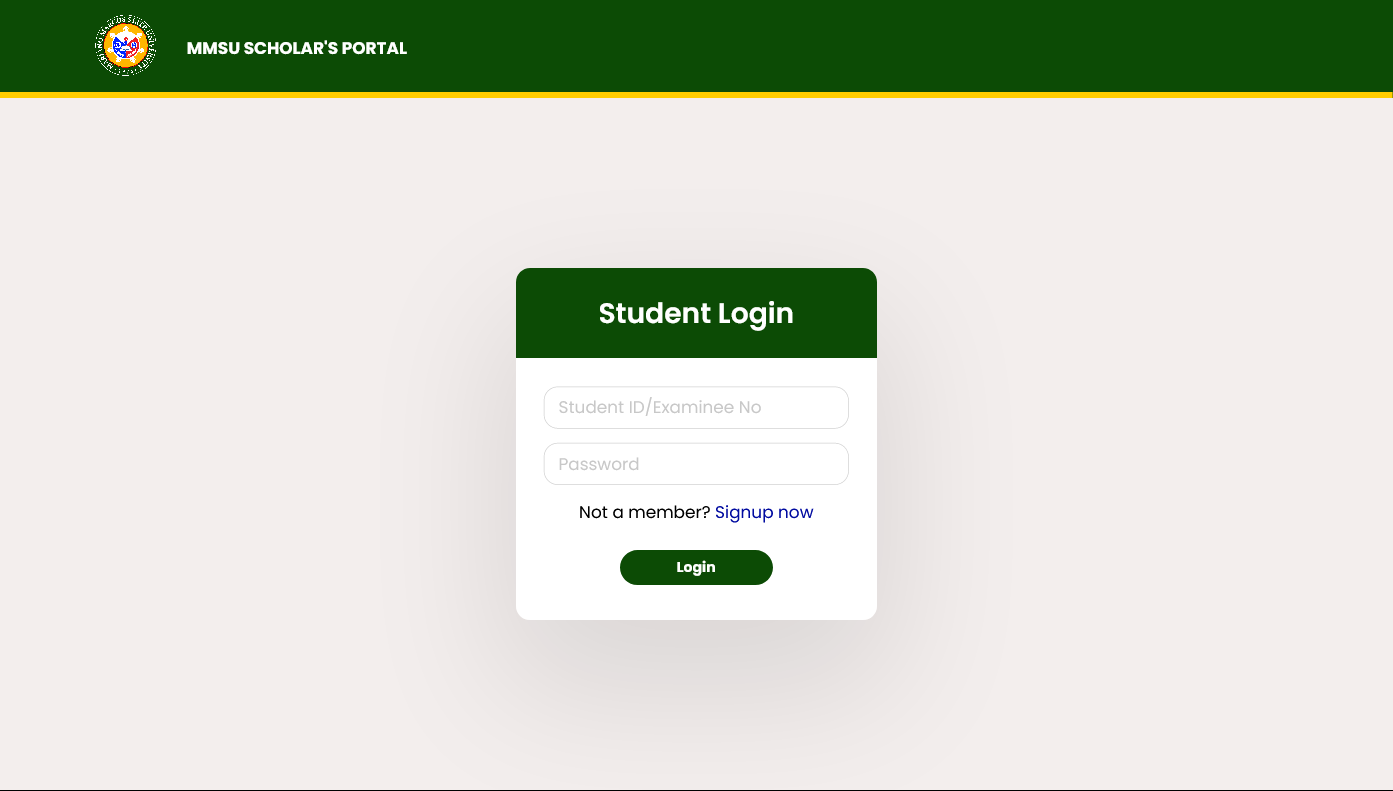 MMSU SCHOLAR'S PORTAL
Student Login
Student ID/Examinee No
Password
Not a member? Signup now
Login